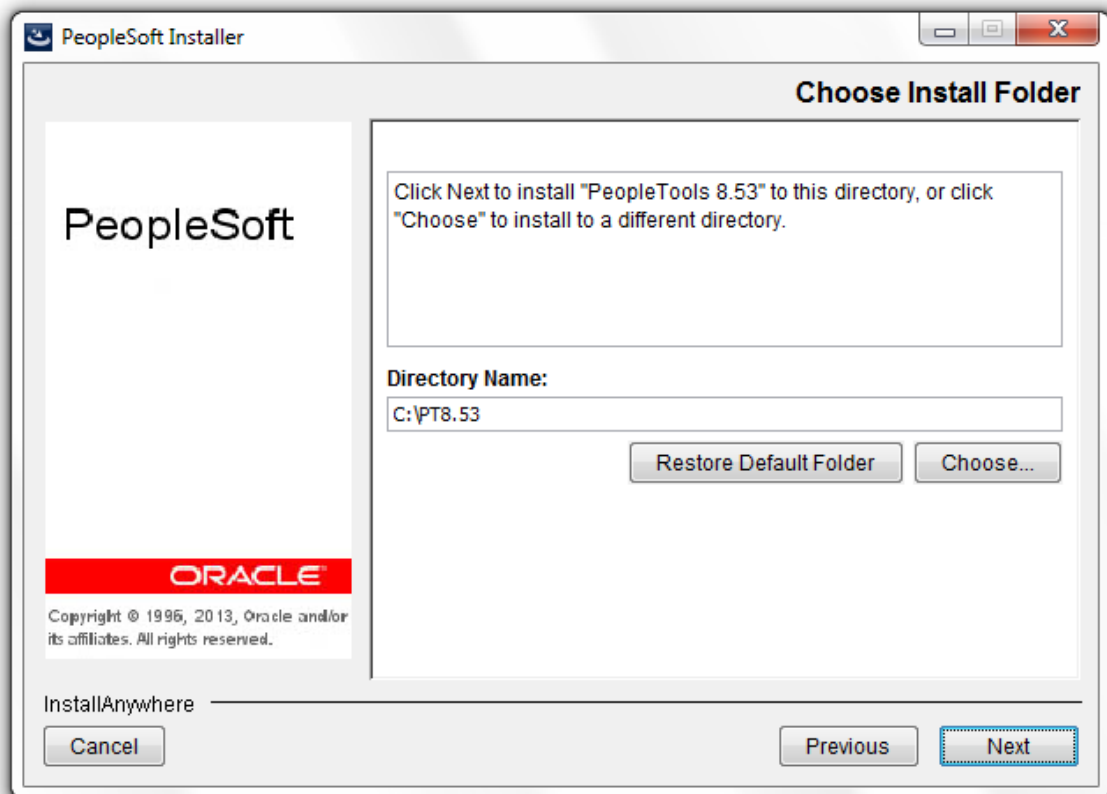 PeopleSoft Installer
Choose Install Folder
PeopleSoft
Click Next to install "PeopleTools 8.53" to this directory, or click
"Choose" to install to a different directory.
Directory Name:
C:\PT8.53
Restore Default Folder
Choose...
ORACLE
Copyright © 1996, 2013, Oracle and/or
its affiliates. All rights reserved.
InstallAnywhere
Cancel
Previous
Next